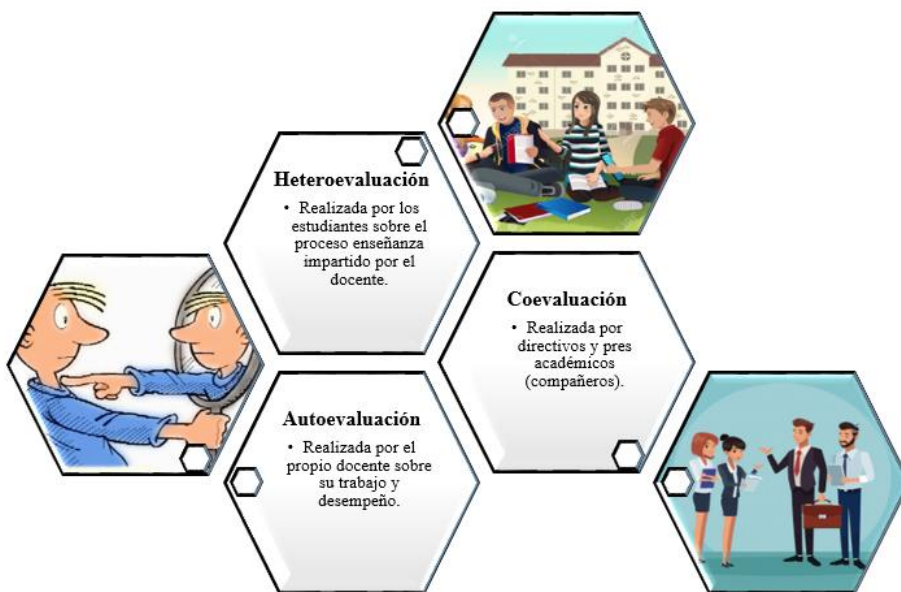 Heteroevaluación
• Realizada por los
estudiantes sobre el
proceso enseñanza
impartido por el
docente.
Coevaluación
• Realizada por
directivos y pres
académicos
(compañeros).
Autoevaluación
• Realizada por el
propio docente sobre
su trabajo y
desempeño.